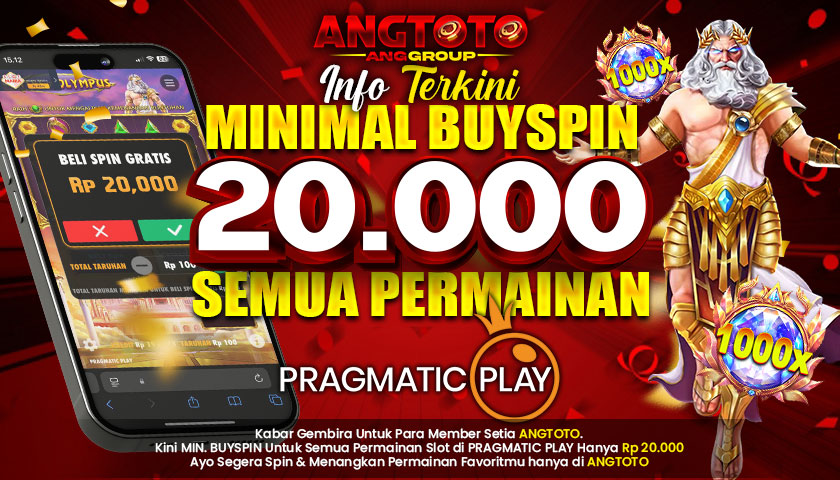 ANGTOTO
ANGGROUP
Info Terkini
MINIMAL BUYSPIN
20.000
SEMUA PERMAINAN
PRAGMATIC PLAY
15.12
OLYMPUS
BELI SPIN GRATIS
Rp 20,000
TOTAL TARUHAN
Rp 100
PRAGMATIC PLAY
1000x
1000x
Kabar Gembira Untuk Para Member Setia ANGTOTO.
Kini MIN. BUYSPIN Untuk Semua Permainan Slot di PRAGMATIC PLAY Hanya Rp 20.000
Ayo Segera Spin & Menangkan Permainan Favoritmu hanya di ANGTOTO